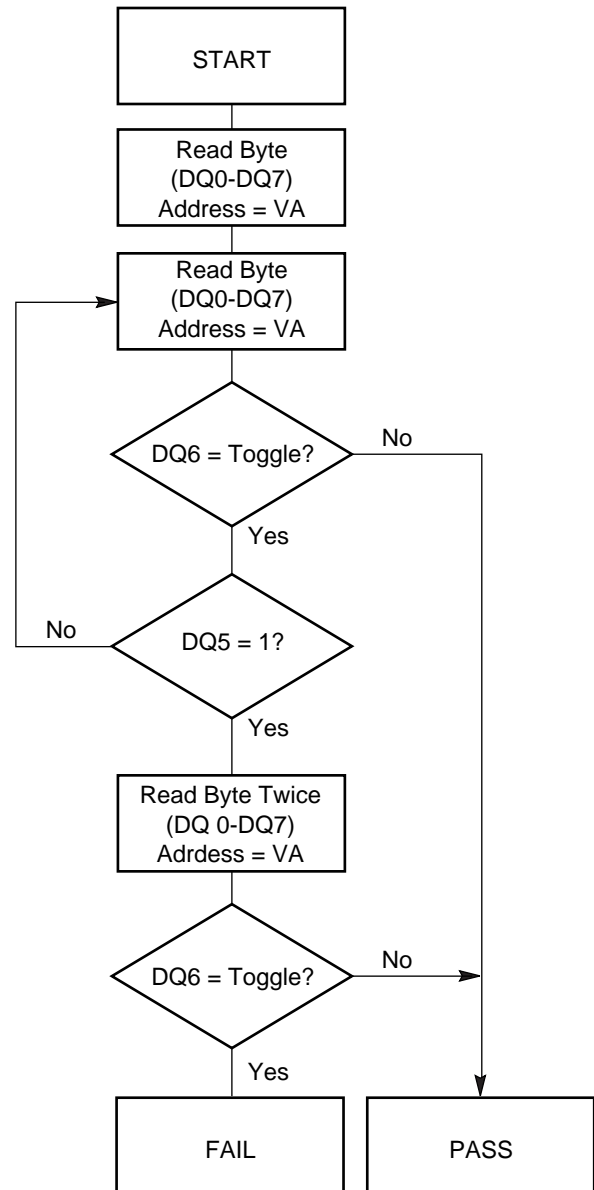 START
Read Byte
(DQ0-DQ7)
Address = VA
Read Byte
(DQ0-DQ7)
Address = VA
DQ6 = Toggle?
No
Yes
No
DQ5 = 1?
Yes
Read Byte Twice
(DQ 0-DQ7)
Adrdess = VA
DQ6 = Toggle?
No
Yes
FAIL
PASS